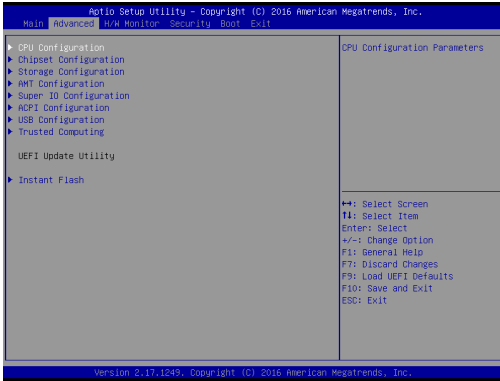 Aptio Setup Utility – Copyright (C) 2016 American Megatrends, Inc.
Main Advanced H/W Monitor Security Boot Exit
CPU Configuration
Chipset Configuration
Storage Configuration
AMT Configuration
Super IO Configuration
ACPI Configuration
USB Configuration
Trusted Computing
UEFI Update Utility
Instant Flash
CPU Configuration Parameters
↔: Select Screen
↑↓: Select Item
Enter: Select
+/-: Change Option
F1: General Help
F7: Discard Changes
F9: Load UEFI Defaults
F10: Save and Exit
ESC: Exit
Version 2.17.1249. Copyright (C) 2016 American Megatrends, Inc.